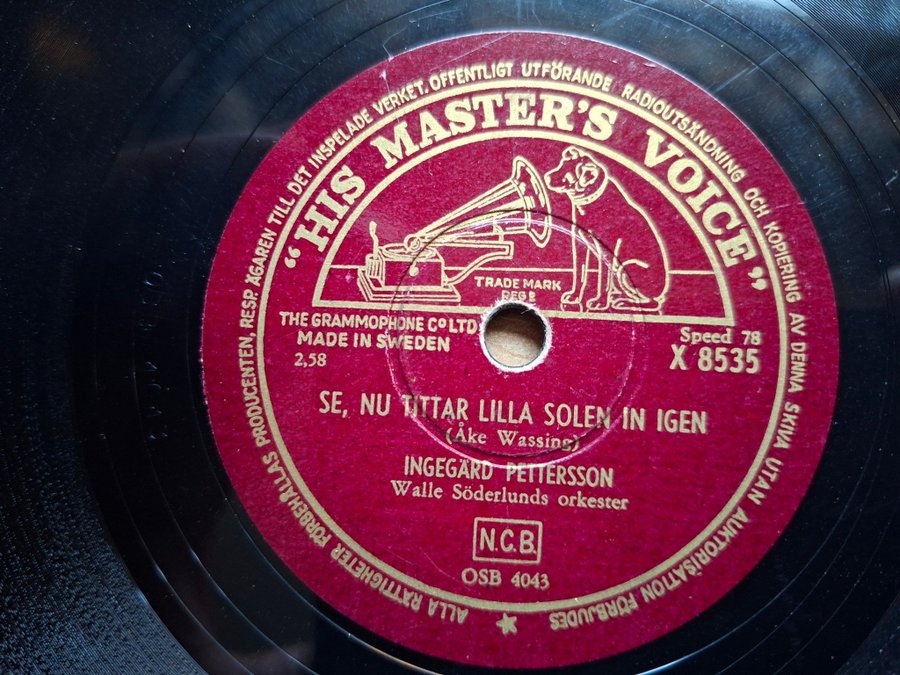 ALLA RÄTTIGHETER FÖRBEHÅLLAS PRODUCENTEN, RESP. ÄGAREN TILL DET INSPELADE VERKET. OFFENTLIGT UTFÖRANDE RADIOUTSÄNDNING OCH KOPIERING AV DENNA SKIVA UTAN AUKTORISATION FÖRBJUDES
"HIS MASTER'S VOICE"
TRADE MARK
REGD
THE GRAMMOPHONE CO LTD
MADE IN SWEDEN
2,58
Speed 78
X 8535
SE, NU TITTAR LILLA SOLEN IN IGEN
(Åke Wassing)
INGEGÄRD PETTERSSON
Walle Söderlunds orkester
N.C.B.
OSB 4043